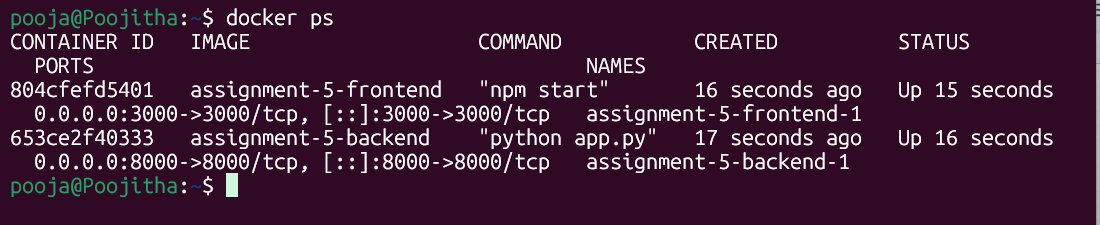 pooja@Poojitha:~$ docker ps
CONTAINER ID   IMAGE                   COMMAND           CREATED          STATUS
  PORTS                                         NAMES
804cfefd5401   assignment-5-frontend   "npm start"       16 seconds ago   Up 15 seconds
  0.0.0.0:3000->3000/tcp, [::]:3000->3000/tcp   assignment-5-frontend-1
653ce2f40333   assignment-5-backend    "python app.py"   17 seconds ago   Up 16 seconds
  0.0.0.0:8000->8000/tcp, [::]:8000->8000/tcp   assignment-5-backend-1
pooja@Poojitha:~$